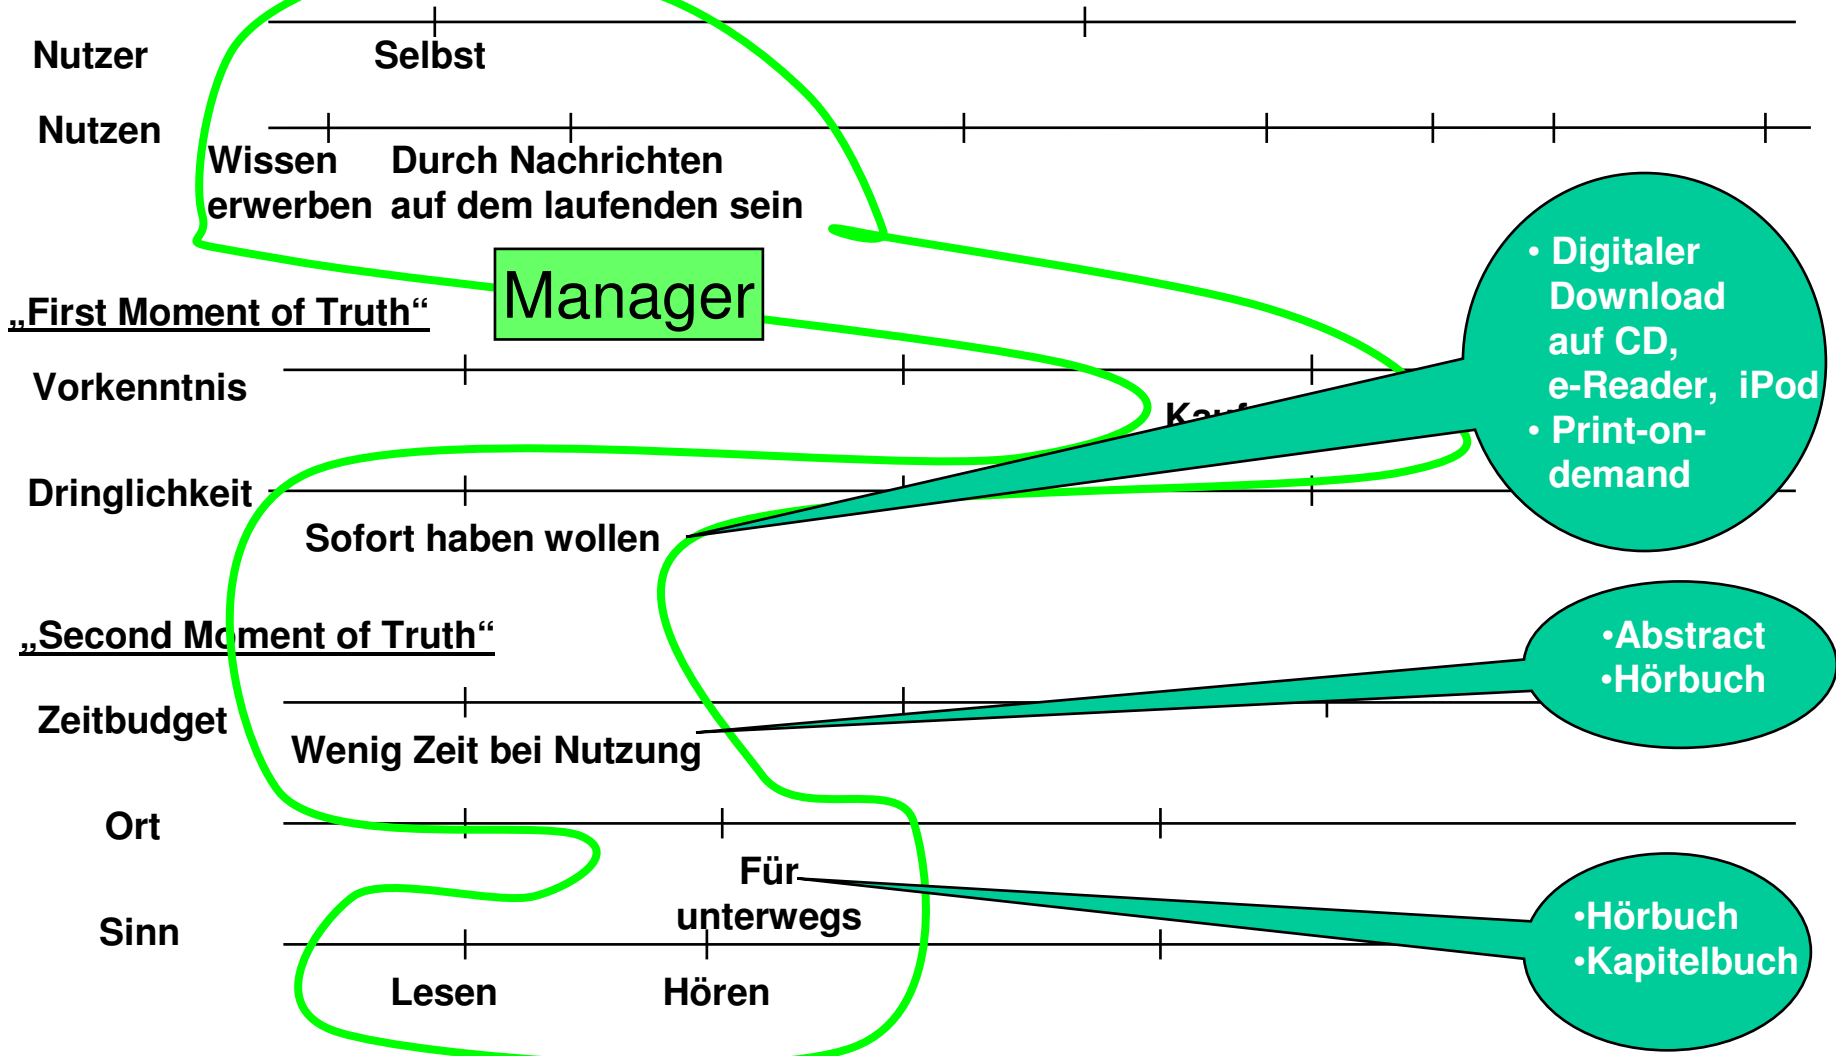 Nutzer
Selbst
Nutzen
Wissen
erwerben
Durch Nachrichten
auf dem laufenden sein
Manager
„First Moment of Truth“
Vorkenntnis
Dringlichkeit
Sofort haben wollen
• Digitaler
Download
auf CD,
e-Reader, iPod
• Print-on-
demand
„Second Moment of Truth“
Zeitbudget
Wenig Zeit bei Nutzung
•Abstract
•Hörbuch
Ort
Für
unterwegs
Sinn
Lesen
Hören
•Hörbuch
•Kapitelbuch